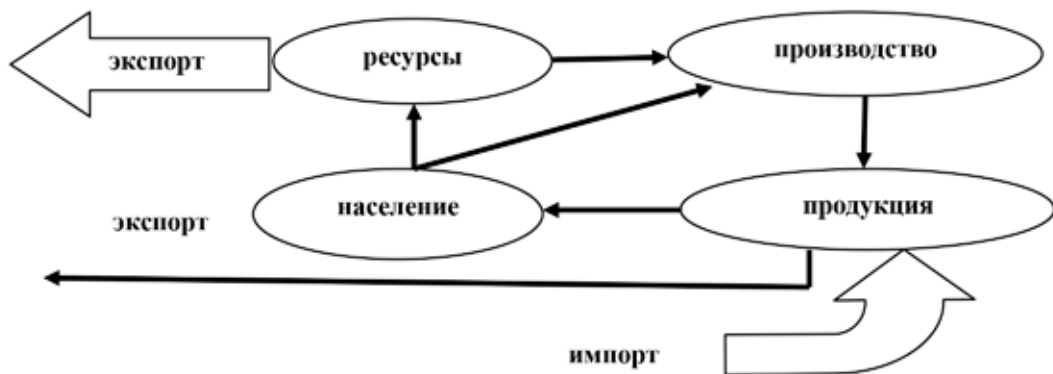 экспорт
ресурсы
производство
население
продукция
экспорт
импорт